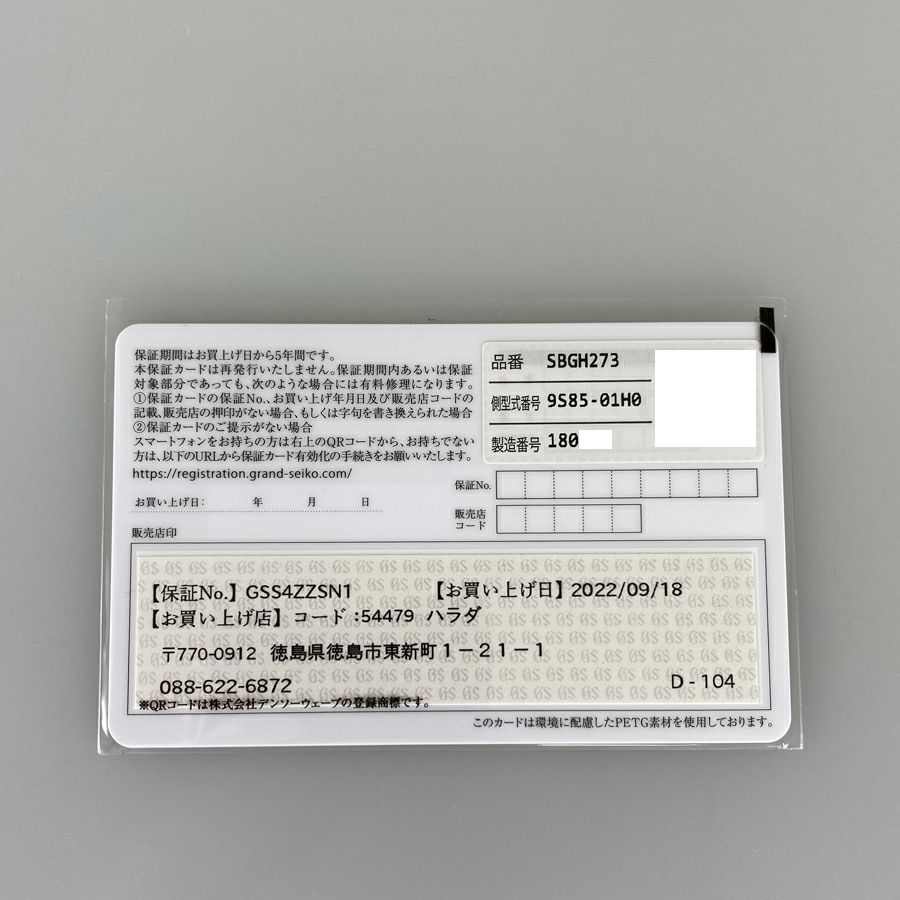 保証期間はお買上げ日から5年間です。
本保証カードは再発行いたしません。保証期間内あるいは保証
対象部分であっても、次のような場合には有料修理になります。
①保証カードの保証No.、お買い上げ年月日及び販売店コードの
記載、販売店の押印がない場合、もしくは字句を書き換えられた場合
②保証カードのご提示がない場合
スマートフォンをお持ちの方は右上のQRコードから、お持ちでない
方は、以下のURLから保証カード有効化の手続きをお願いいたします。
https://registration.grand-seiko.com/
お買い上げ日: 年 月 日
販売店印
品番 SBGH273
側型式番号 9S85-01H0
製造番号 180
保証No.
販売店
コード
【保証No.】GSS4ZZSN1 【お買い上げ日】2022/09/18
【お買い上げ店】コード :54479 ハラダ
〒770-0912 徳島県徳島市東新町1-21-1
088-622-6872 D-104
※QRコードは株式会社デンソーウェーブの登録商標です。
このカードは環境に配慮したPETG素材を使用しております。